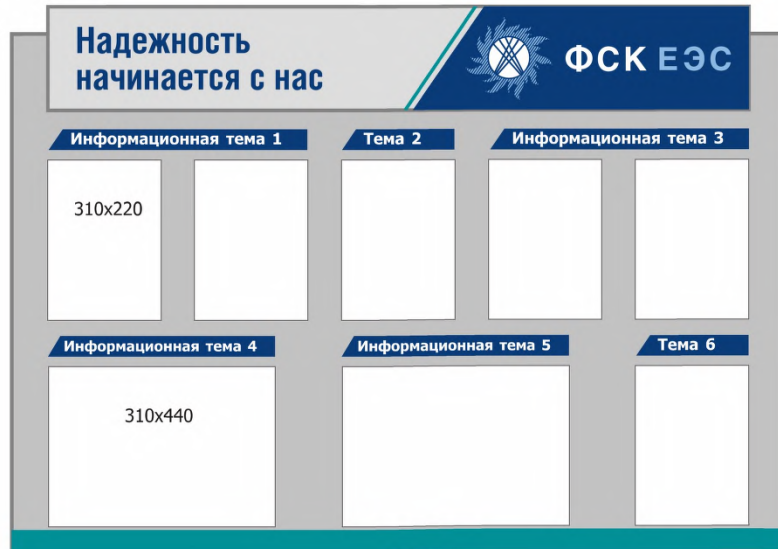 Надежность
начинается с нас
ФСК ЕЭС
Информационная тема 1
Тема 2
Информационная тема 3
310x220
Информационная тема 4
Информационная тема 5
Тема 6
310x440